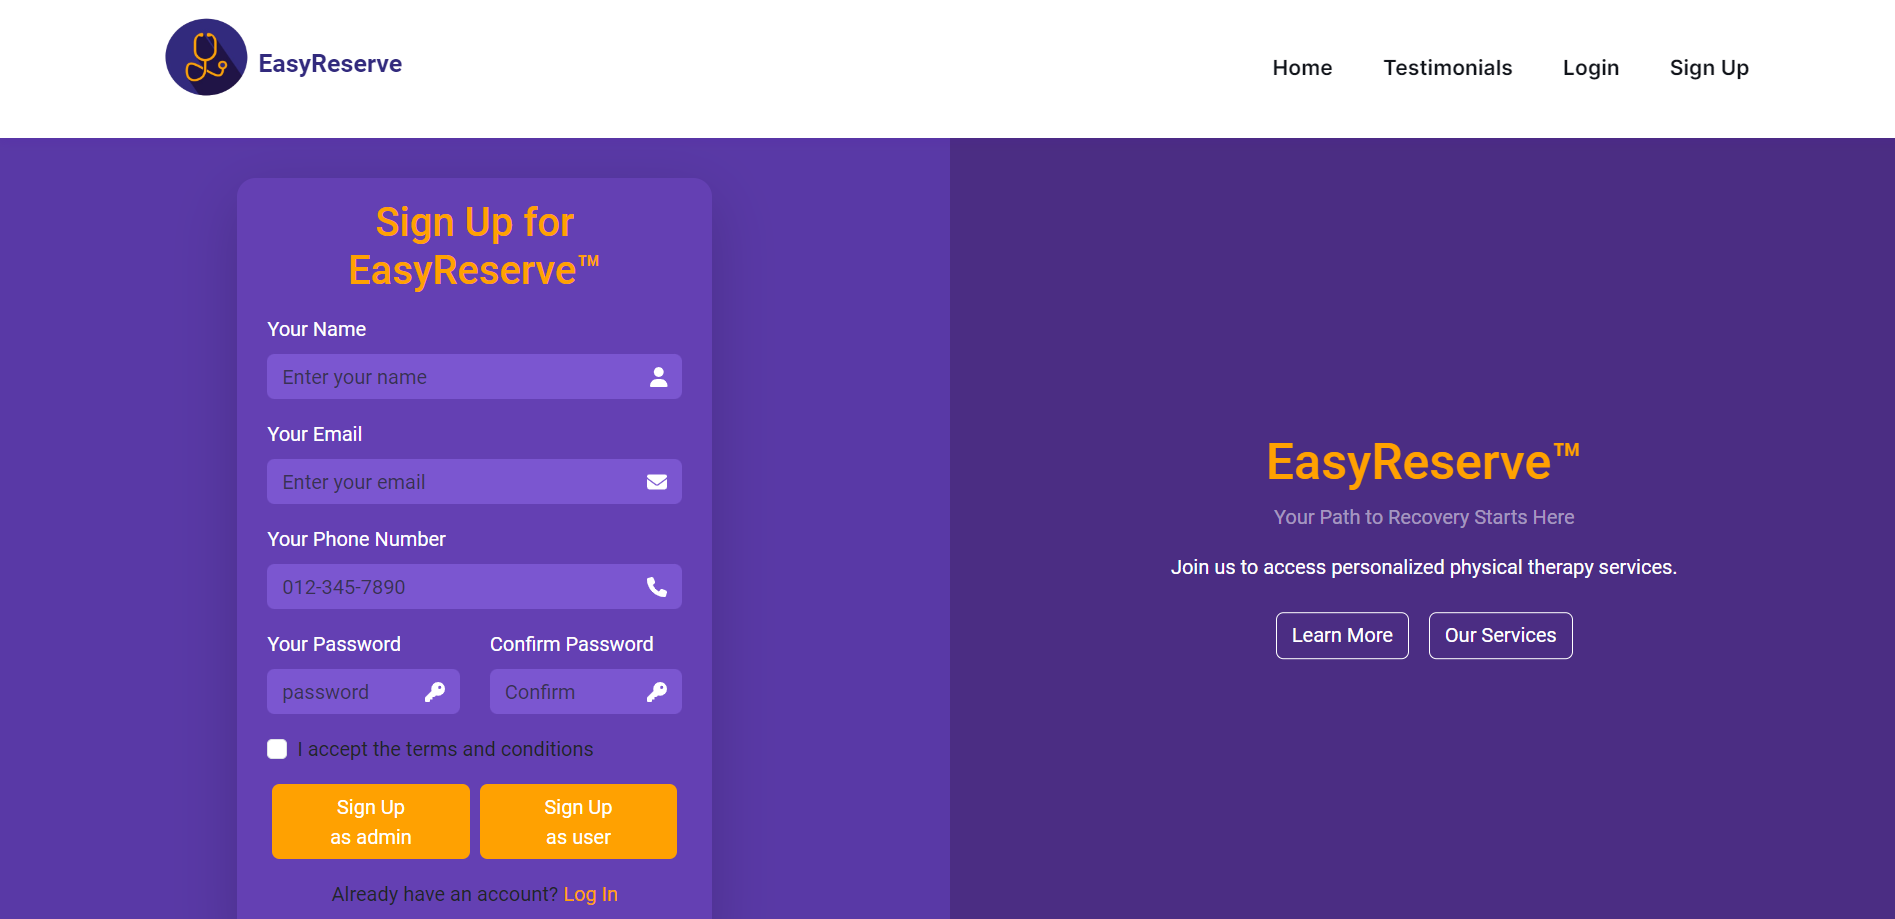 EasyReserve
Home Testimonials Login Sign Up
Sign Up for
EasyReserve™
Your Name
Enter your name
Your Email
Enter your email
Your Phone Number
012-345-7890
Your Password Confirm Password
password Confirm
I accept the terms and conditions
Sign Up
as admin
Sign Up
as user
Already have an account? Log In
EasyReserve™
Your Path to Recovery Starts Here
Join us to access personalized physical therapy services.
Learn More Our Services